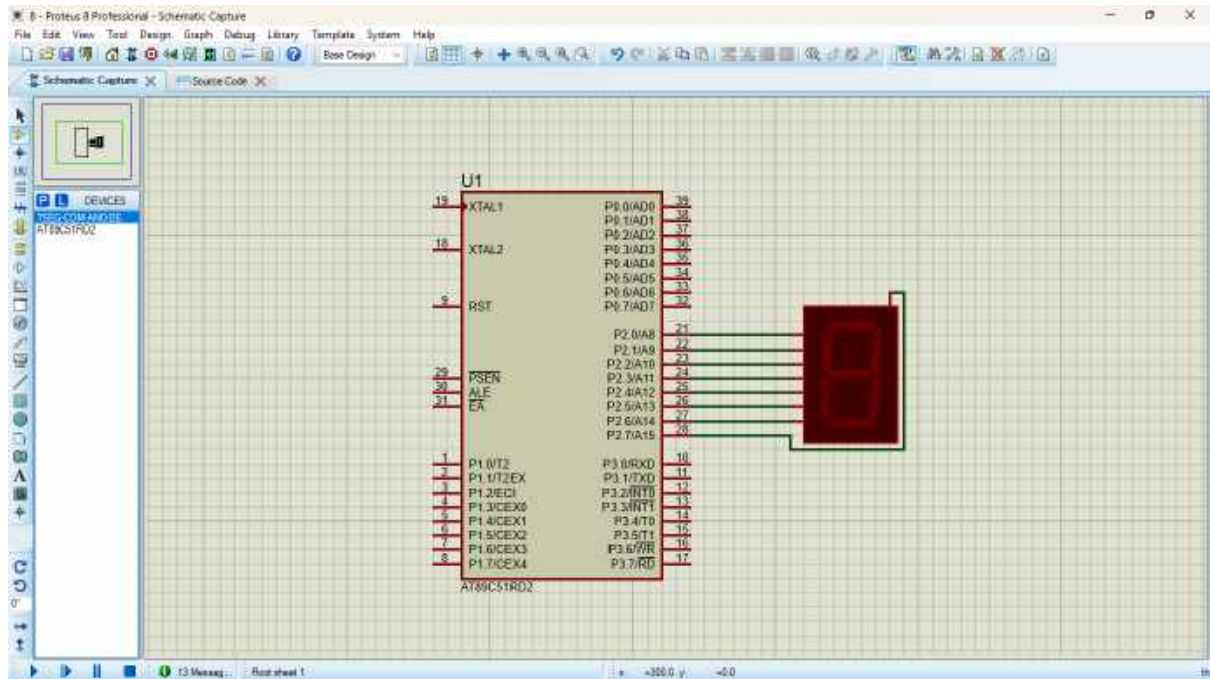 8 - Proteus 8 Professional - Schematic Capture
File Edit View Tool Design Graph Debug Library Template System Help
Base Design
Schematic Capture Source Code
P L DEVICES
7SEG-COM-ANODE
AT89C51RD2
U1
19 XTAL1
18 XTAL2
9 RST
29 PSEN
30 ALE
31 EA
1 P1.0/T2
2 P1.1/T2EX
3 P1.2/ECI
4 P1.3/CEX0
5 P1.4/CEX1
6 P1.5/CEX2
7 P1.6/CEX3
8 P1.7/CEX4
P0.0/AD0 39
P0.1/AD1 38
P0.2/AD2 37
P0.3/AD3 36
P0.4/AD4 35
P0.5/AD5 34
P0.6/AD6 33
P0.7/AD7 32
P2.0/A8 21
P2.1/A9 22
P2.2/A10 23
P2.3/A11 24
P2.4/A12 25
P2.5/A13 26
P2.6/A14 27
P2.7/A15 28
P3.0/RXD 10
P3.1/TXD 11
P3.2/INT0 12
P3.3/INT1 13
P3.4/T0 14
P3.5/T1 15
P3.6/WR 16
P3.7/RD 17
AT89C51RD2
0°
13 Messag... Root sheet 1
x: -300.0 y: +0.0
th